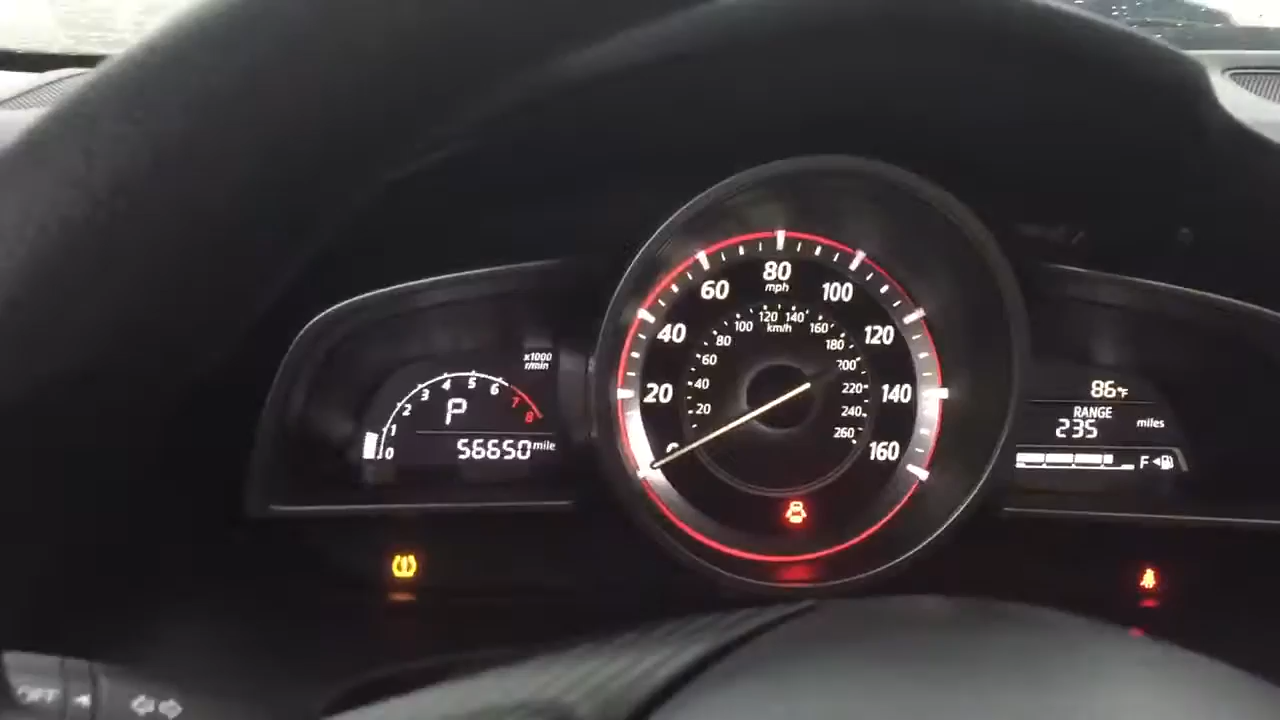 x1000
r/min
0 1 2 3 4 5 6 7 8
P
56650 mile
0 20 40 60 80 100 120 140 160
mph
20 40 60 80 100 120 140 160 180 200 220 240 260
km/h
86°F
RANGE
235 miles
F
OFF